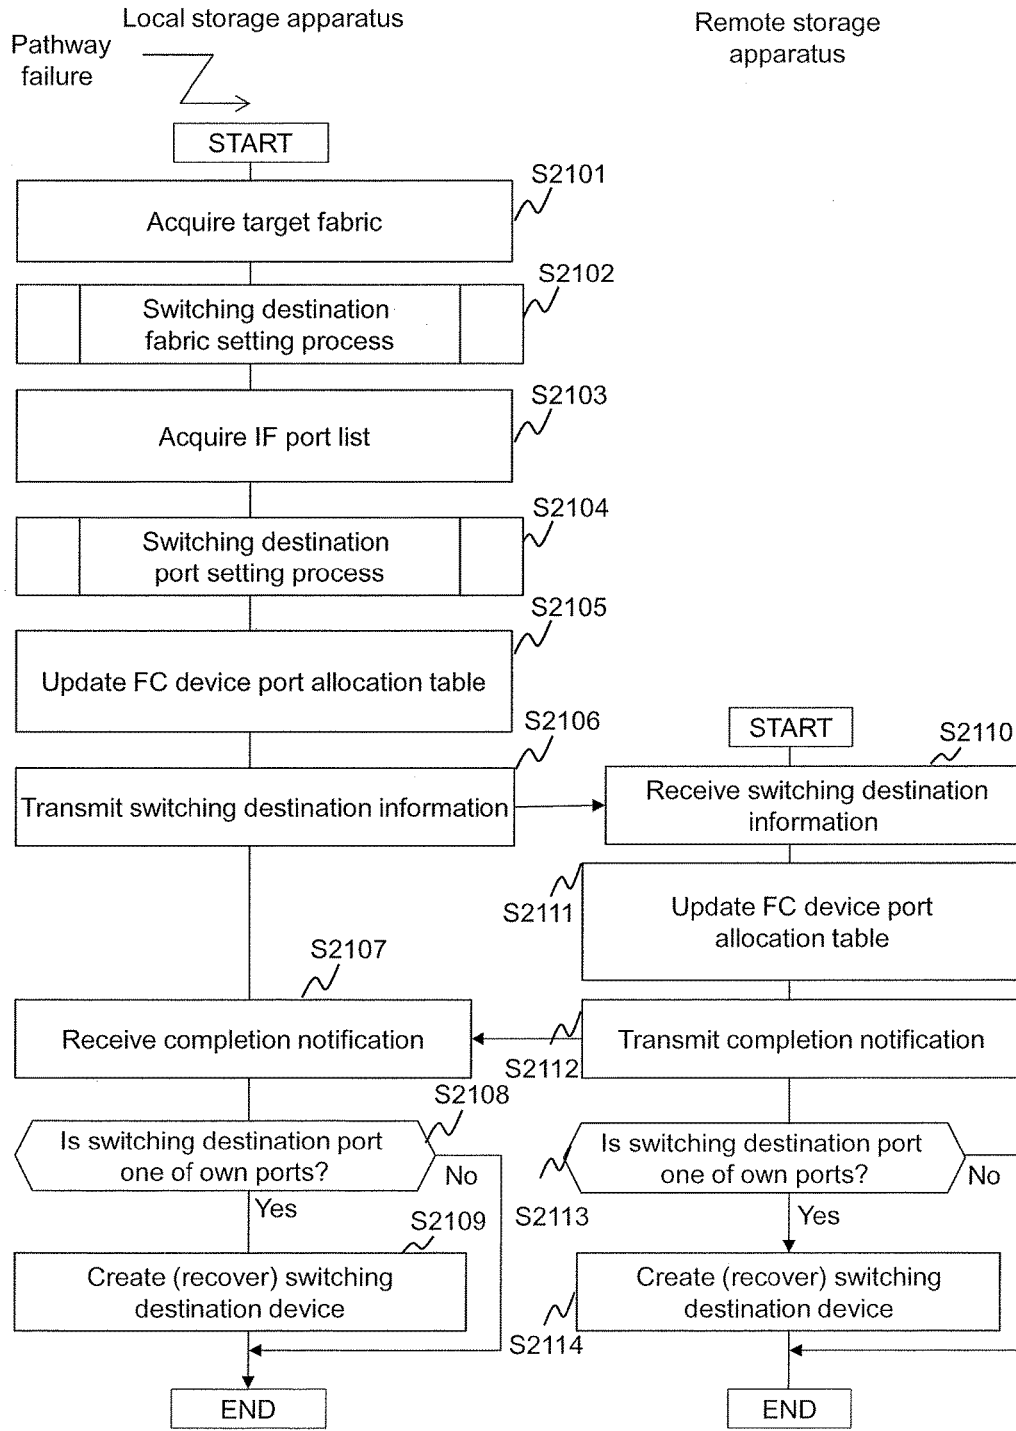 Local storage apparatus
Remote storage
apparatus
Pathway
failure
START
S2101
Acquire target fabric
S2102
Switching destination
fabric setting process
S2103
Acquire IF port list
S2104
Switching destination
port setting process
S2105
Update FC device port allocation table
S2106
Transmit switching destination information
START
S2110
Receive switching destination
information
S2111
Update FC device port
allocation table
S2107
Receive completion notification
S2112
Transmit completion notification
S2108
Is switching destination port
one of own ports?
No
Yes
S2113
Is switching destination port
one of own ports?
No
Yes
S2109
Create (recover) switching
destination device
S2114
Create (recover) switching
destination device
END
END